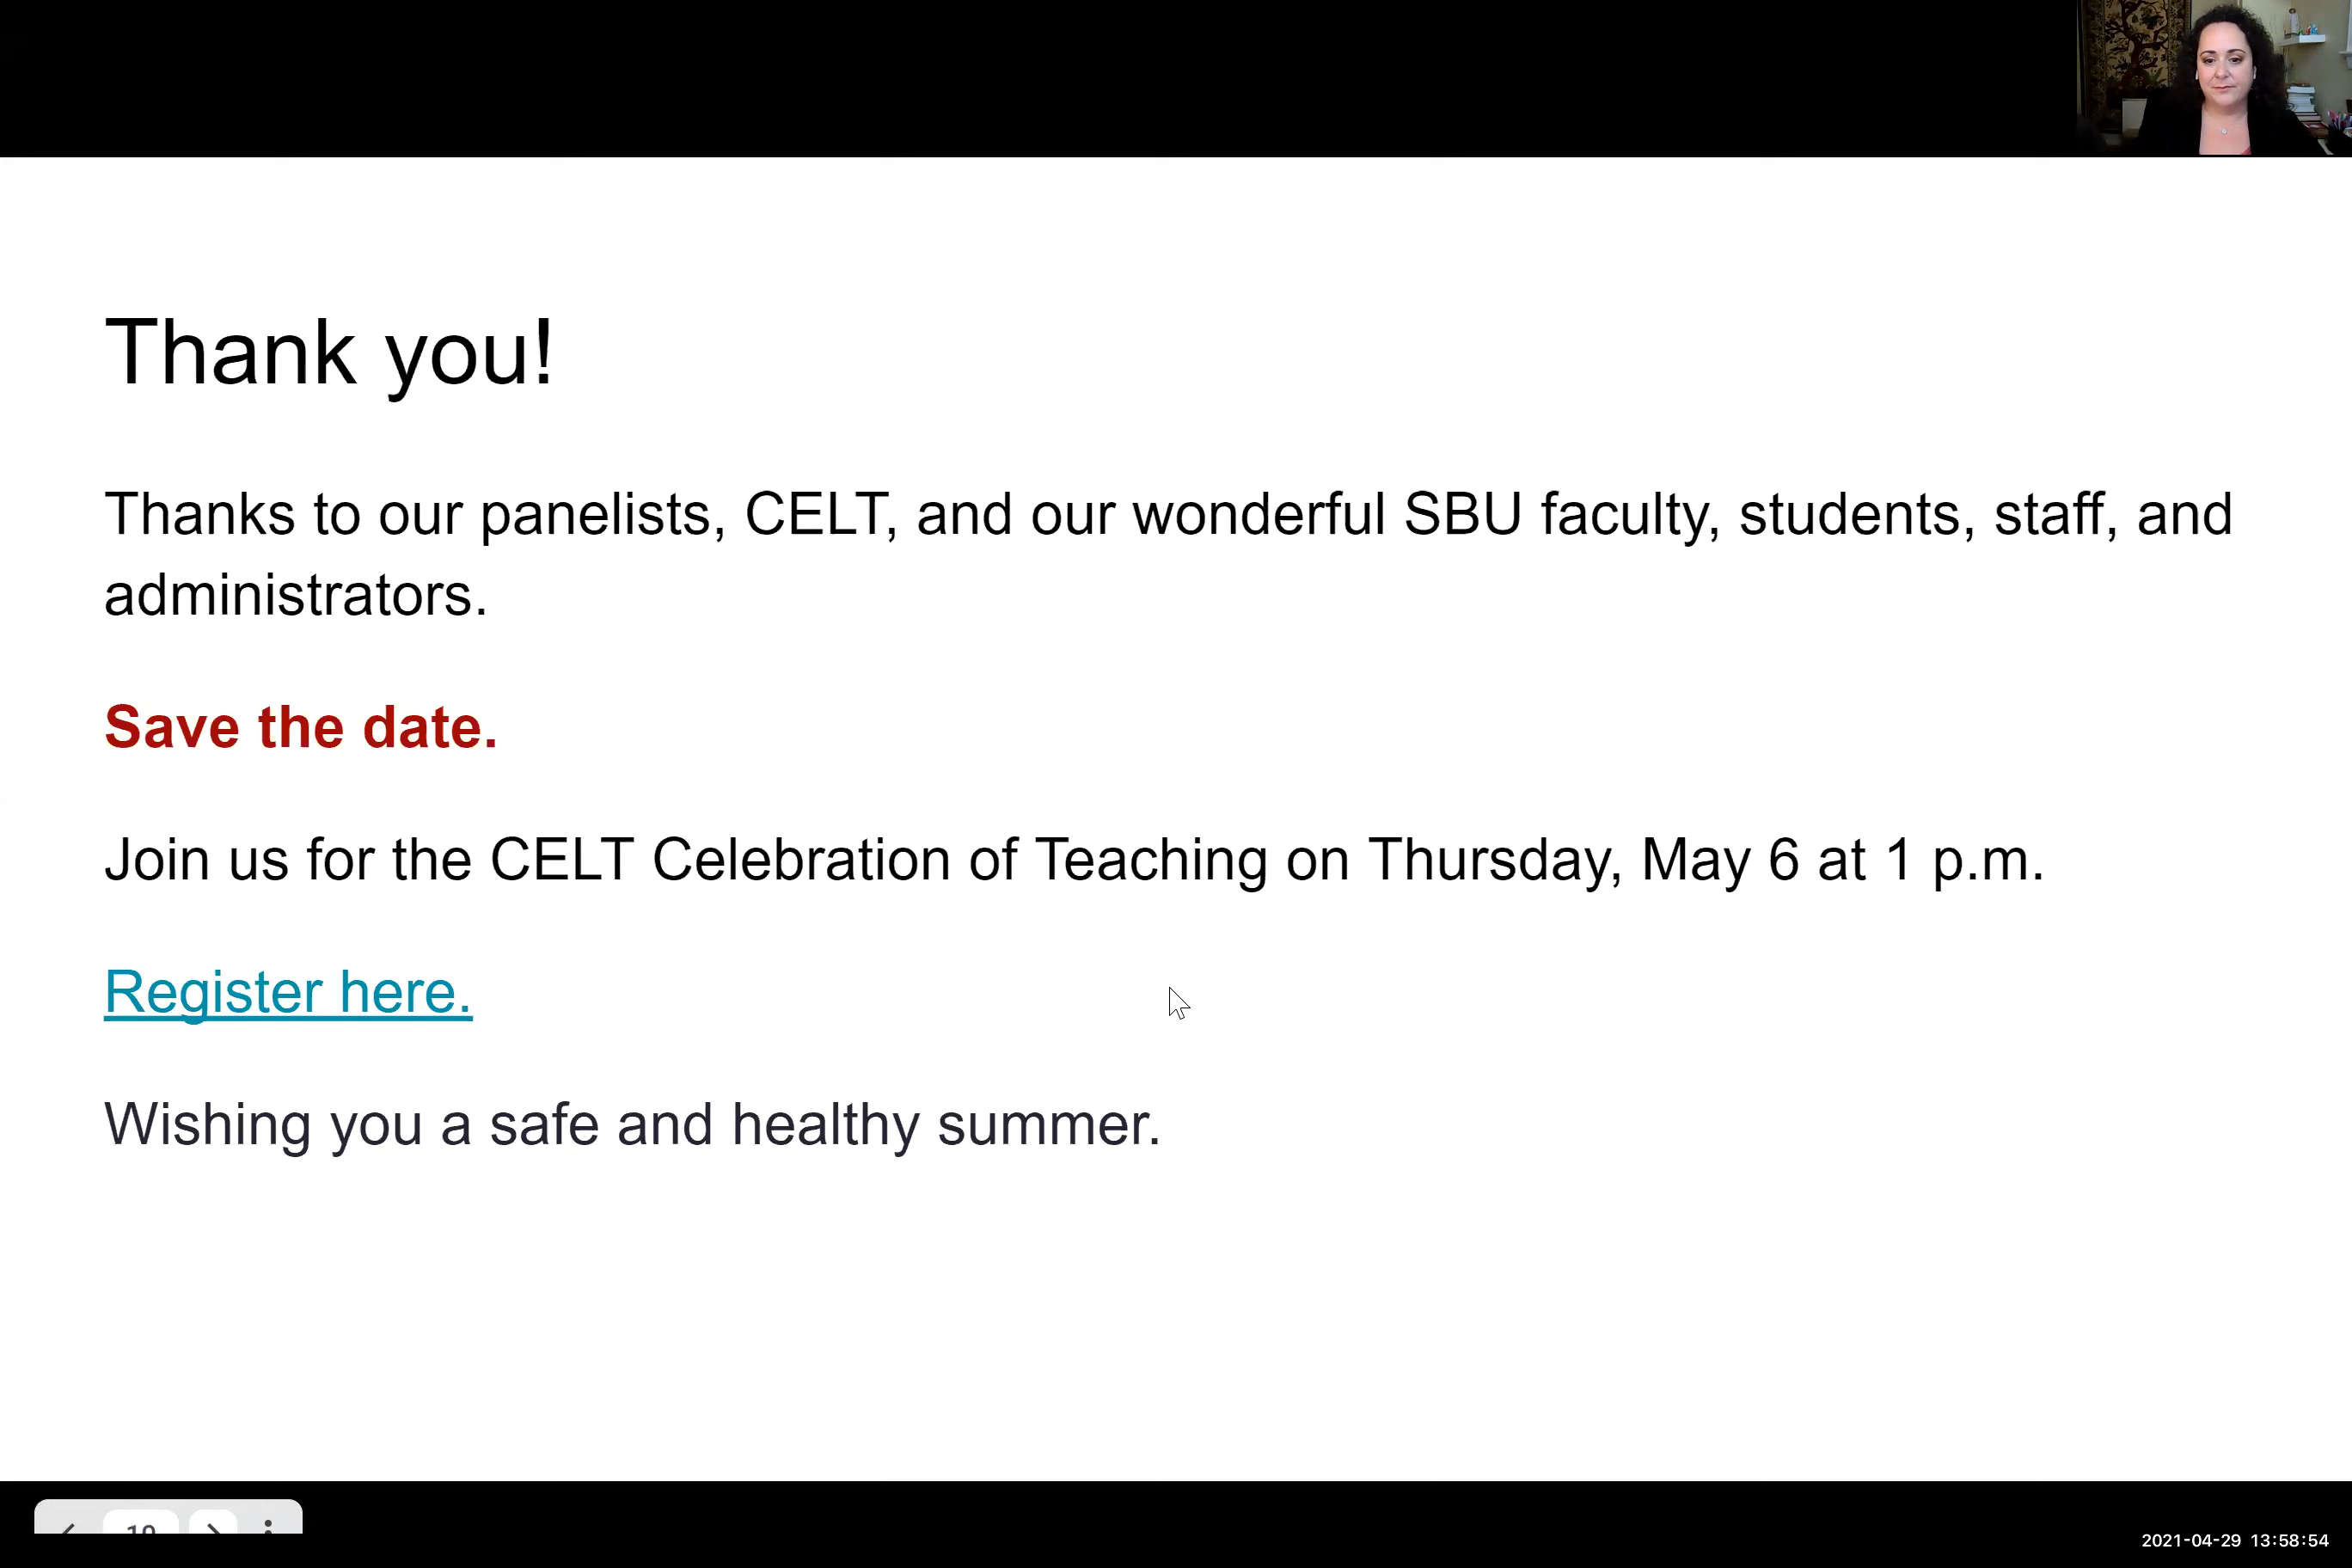 Thank you!
Thanks to our panelists, CELT, and our wonderful SBU faculty, students, staff, and
administrators.
Save the date.
Join us for the CELT Celebration of Teaching on Thursday, May 6 at 1 p.m.
Register here.
Wishing you a safe and healthy summer.
2021-04-29 13:58:54